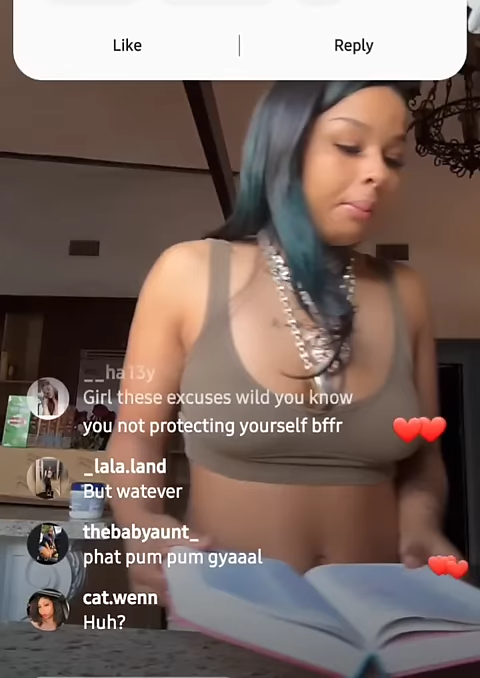 Like
Reply
__ha13y
Girl these excuses wild you know
you not protecting yourself bffr
_lala.land
But watever
thebabyaunt_
phat pum pum gyaaal
cat.wenn
Huh?